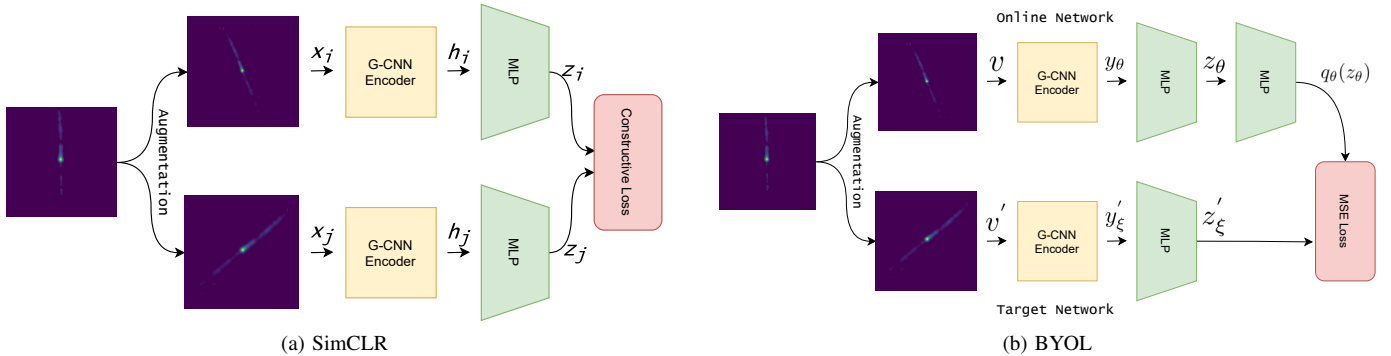 Augmentation
x_i
G-CNN
Encoder
h_i
MLP
z_i
x_j
G-CNN
Encoder
h_j
MLP
z_j
Constructive Loss
(a) SimCLR
Online Network
Augmentation
v
G-CNN
Encoder
y_θ
MLP
z_θ
MLP
q_θ(z_θ)
v'
G-CNN
Encoder
y'_ξ
MLP
z'_ξ
MSE Loss
Target Network
(b) BYOL